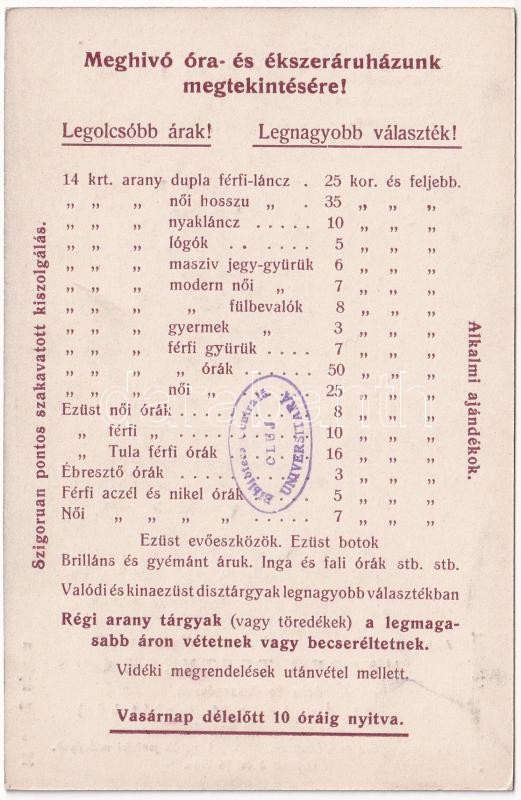 Meghivó óra- és ékszeráruházunk
megtekintésére!
Legolcsóbb árak! Legnagyobb választék!
14 krt. arany dupla férfi-láncz . 25 kor. és feljebb.
„ „ „ női hosszu „ . 35 „ „ „
„ „ „ nyakláncz . . . . . 10 „ „ „
„ „ „ lógók . . . . . 5 „ „ „
„ „ „ masziv jegy-gyürük 6 „ „ „
„ „ „ modern női „ 7 „ „ „
„ „ „ „ fülbevalók 8 „ „ „
„ „ „ gyermek „ 3 „ „ „
„ „ „ férfi gyürük . . . . 7 „ „ „
„ „ „ „ órák . . . . 50 „ „ „
„ „ „ női „ . . . . 25 „ „ „
Ezüst női órák . . . . . . . 8 „ „ „
„ férfi „ . . . . . . . 10 „ „ „
„ Tula férfi órák . . . . . 16 „ „ „
Ébresztő órák . . . . . . . 3 „ „ „
Férfi aczél és nikel órák . . . . 5 „ „ „
Női „ „ „ „ . . . 7 „ „ „
Ezüst evőeszközök. Ezüst botok
Brilláns és gyémánt áruk. Inga és fali órák stb. stb.
Valódi és kinaezüst disztárgyak legnagyobb választékban
Régi arany tárgyak (vagy töredékek) a legmaga-
sabb áron vétetnek vagy becseréltetnek.
Vidéki megrendelések utánvétel mellett.
Vasárnap délelőtt 10 óráig nyitva.
Szigoruan pontos szakavatott kiszolgálás.
Alkalmi ajándékok.
Biblioteca Centrală
CLEJ
UNIVERSITARĂ
darabanth